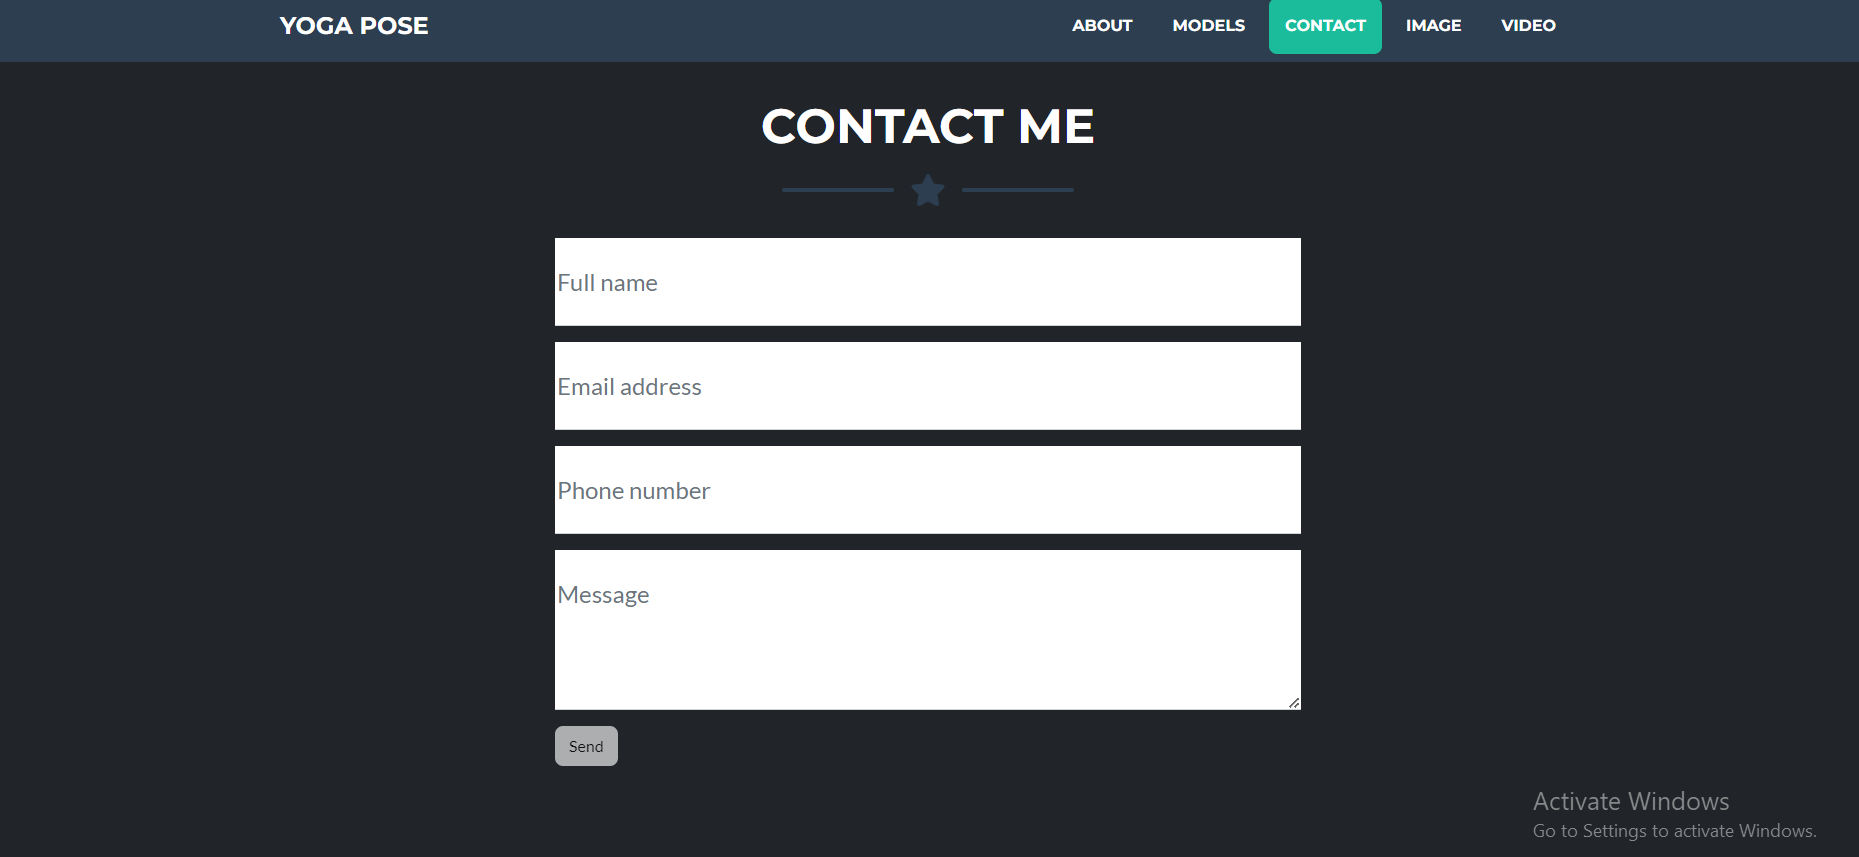 YOGA POSE
ABOUT MODELS CONTACT IMAGE VIDEO
CONTACT ME
Full name
Email address
Phone number
Message
Send
Activate Windows
Go to Settings to activate Windows.